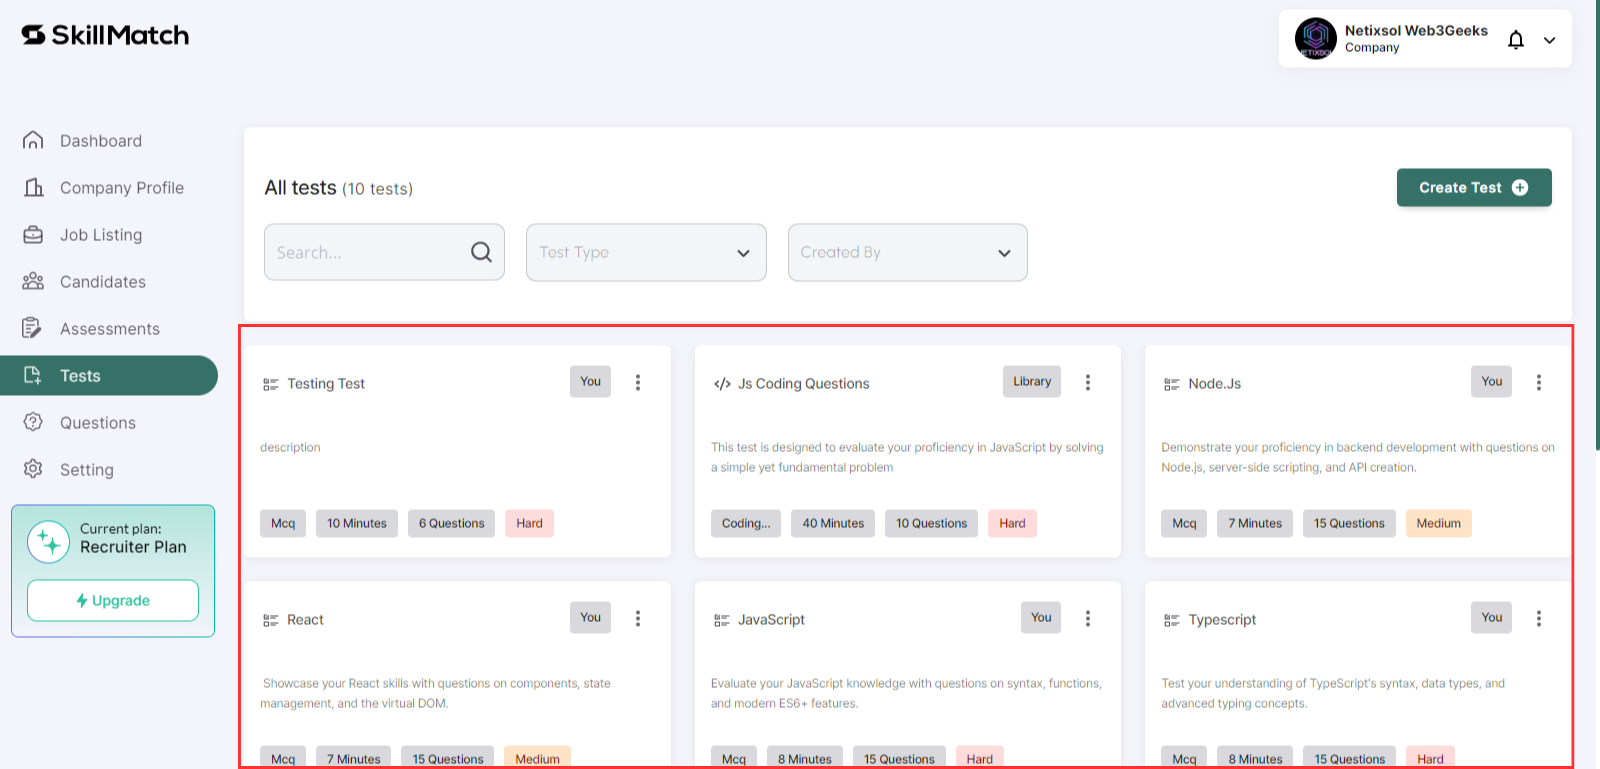 SkillMatch
Netixsol Web3Geeks
Company
NETIXSOL
Dashboard
Company Profile
Job Listing
Candidates
Assessments
Tests
Questions
Setting
Current plan:
Recruiter Plan
Upgrade
All tests (10 tests)
Create Test
Search...
Test Type
Created By
Testing Test
You
description
Mcq
10 Minutes
6 Questions
Hard
</> Js Coding Questions
Library
This test is designed to evaluate your proficiency in JavaScript by solving
a simple yet fundamental problem
Coding...
40 Minutes
10 Questions
Hard
Node.Js
You
Demonstrate your proficiency in backend development with questions on
Node.js, server-side scripting, and API creation.
Mcq
7 Minutes
15 Questions
Medium
React
You
Showcase your React skills with questions on components, state
management, and the virtual DOM.
Mcq
7 Minutes
15 Questions
Medium
JavaScript
You
Evaluate your JavaScript knowledge with questions on syntax, functions,
and modern ES6+ features.
Mcq
8 Minutes
15 Questions
Hard
Typescript
You
Test your understanding of TypeScript's syntax, data types, and
advanced typing concepts.
Mcq
8 Minutes
15 Questions
Hard